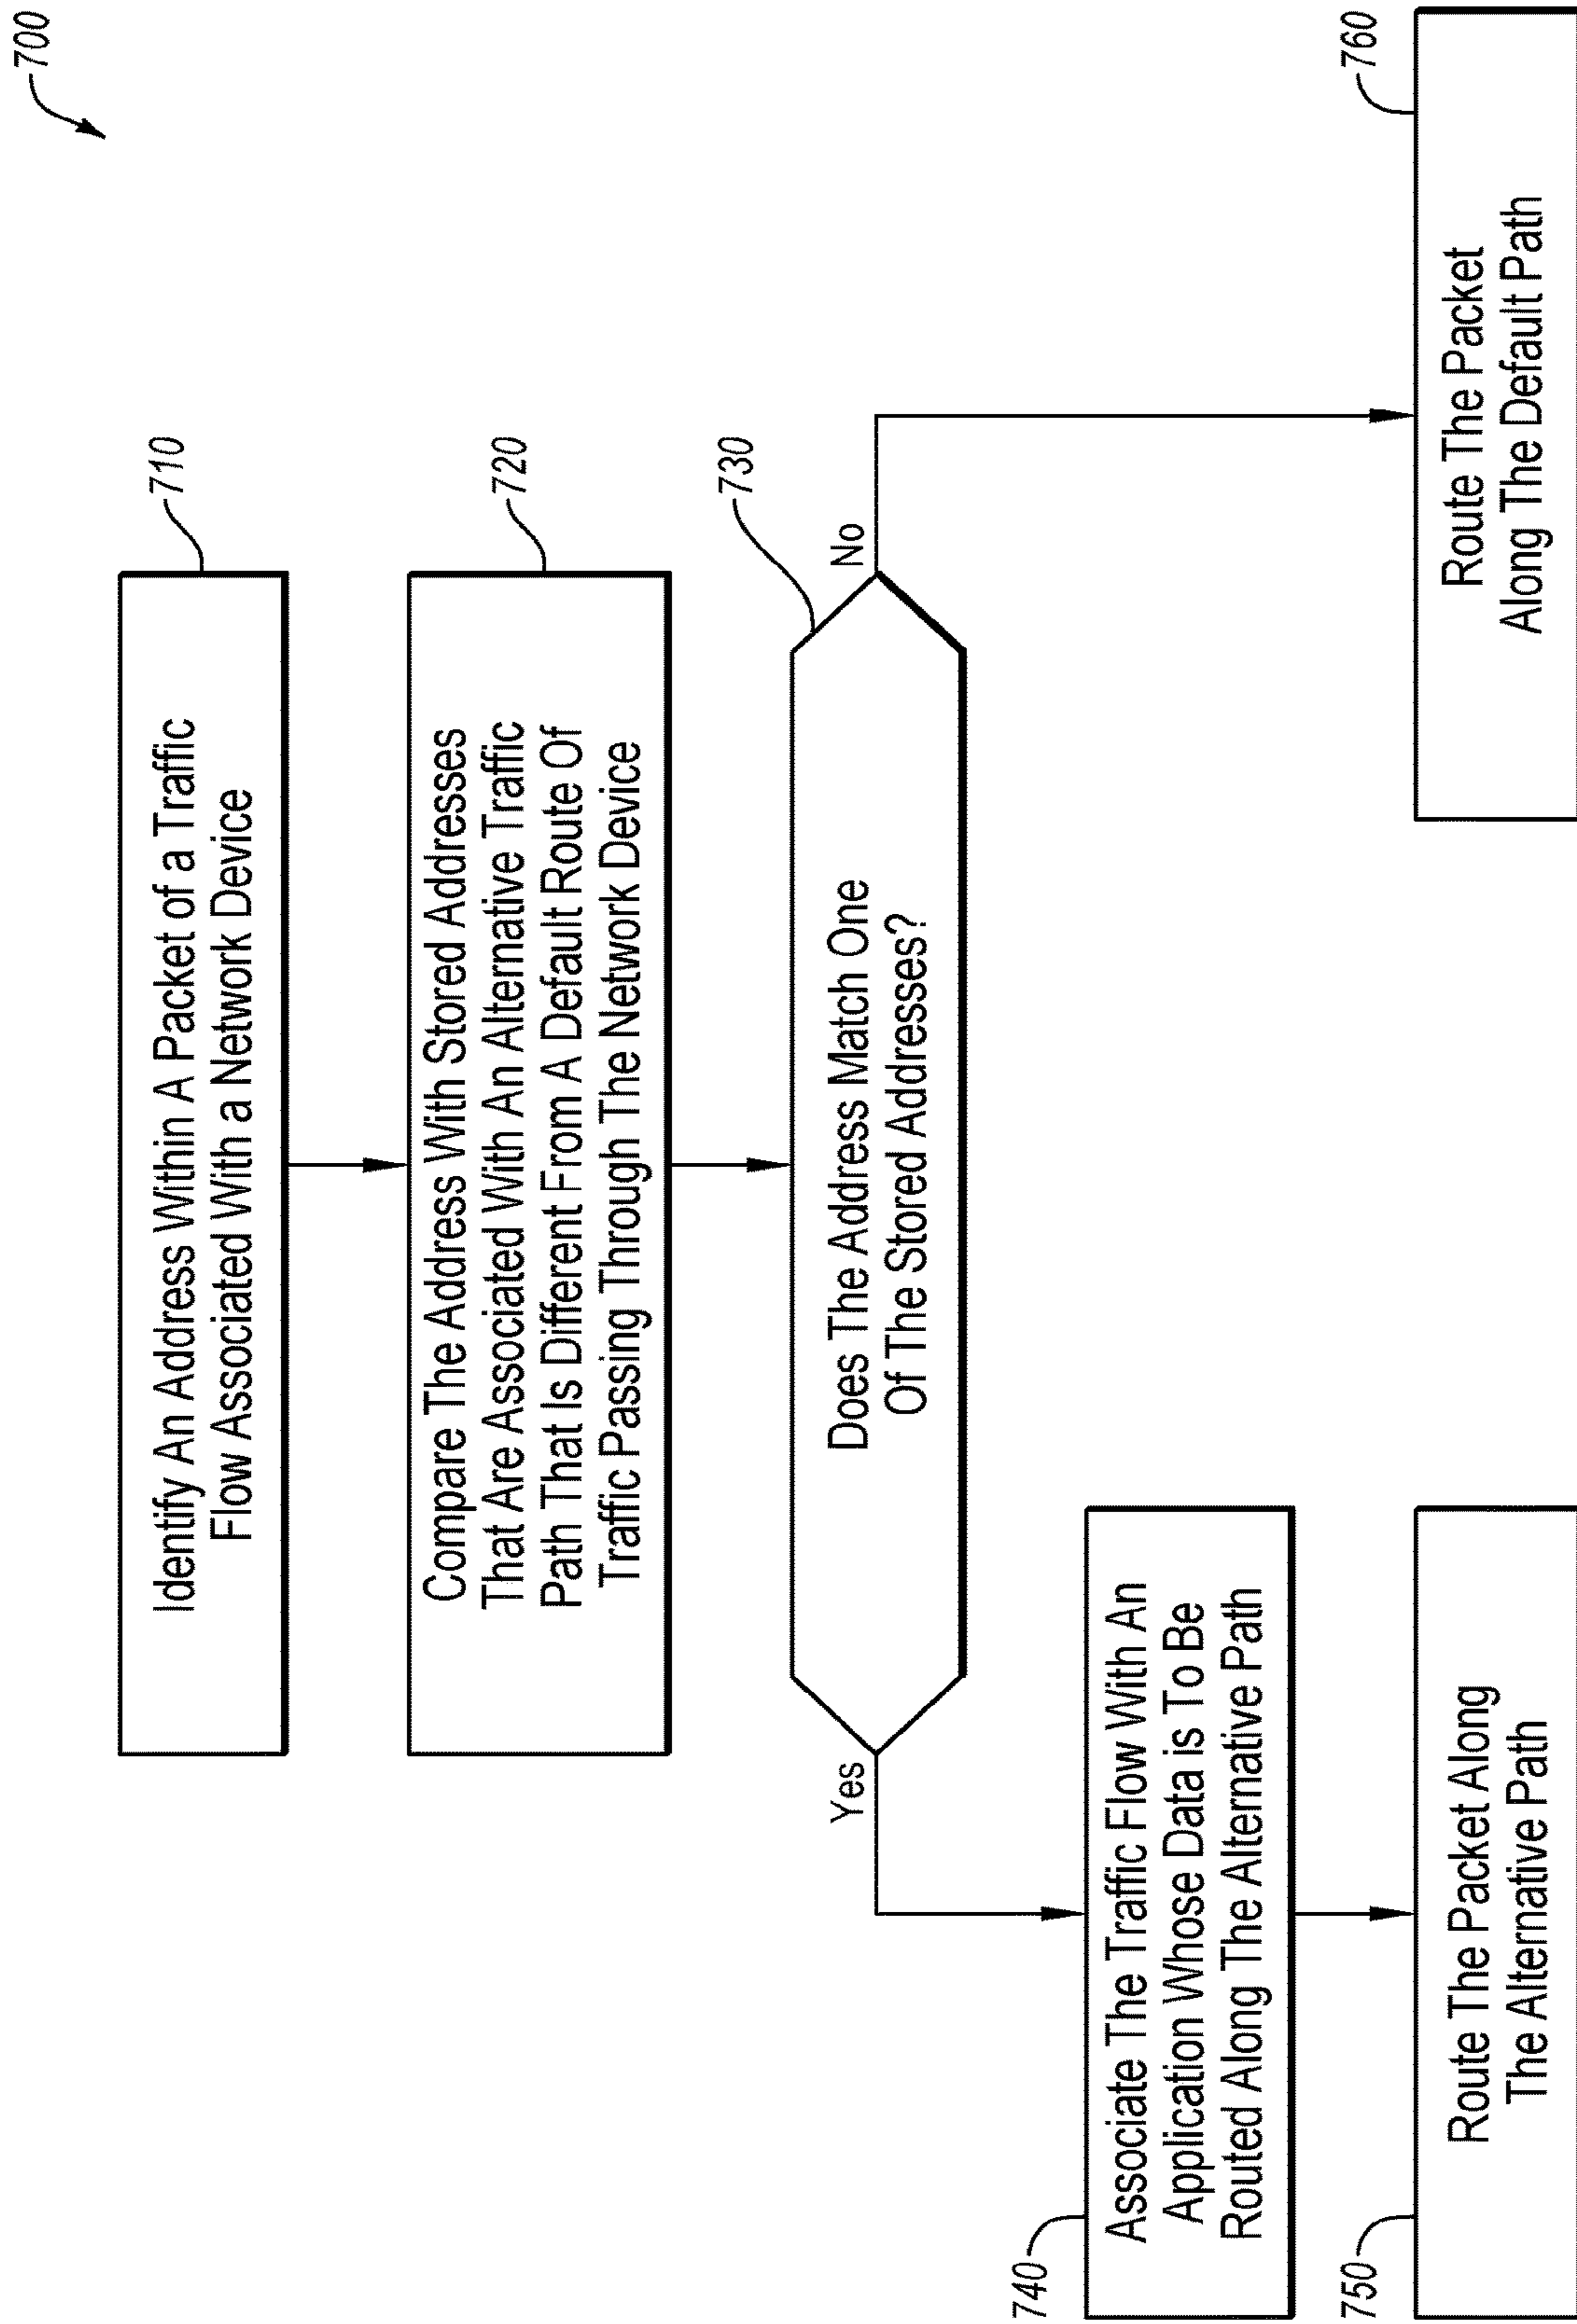 700
710
Identify An Address Within A Packet of a Traffic
Flow Associated With a Network Device
720
Compare The Address With Stored Addresses
That Are Associated With An Alternative Traffic
Path That Is Different From A Default Route Of
Traffic Passing Through The Network Device
730
Does The Address Match One
Of The Stored Addresses?
Yes
No
740
Associate The Traffic Flow With An
Application Whose Data is To Be
Routed Along The Alternative Path
750
Route The Packet Along
The Alternative Path
760
Route The Packet
Along The Default Path